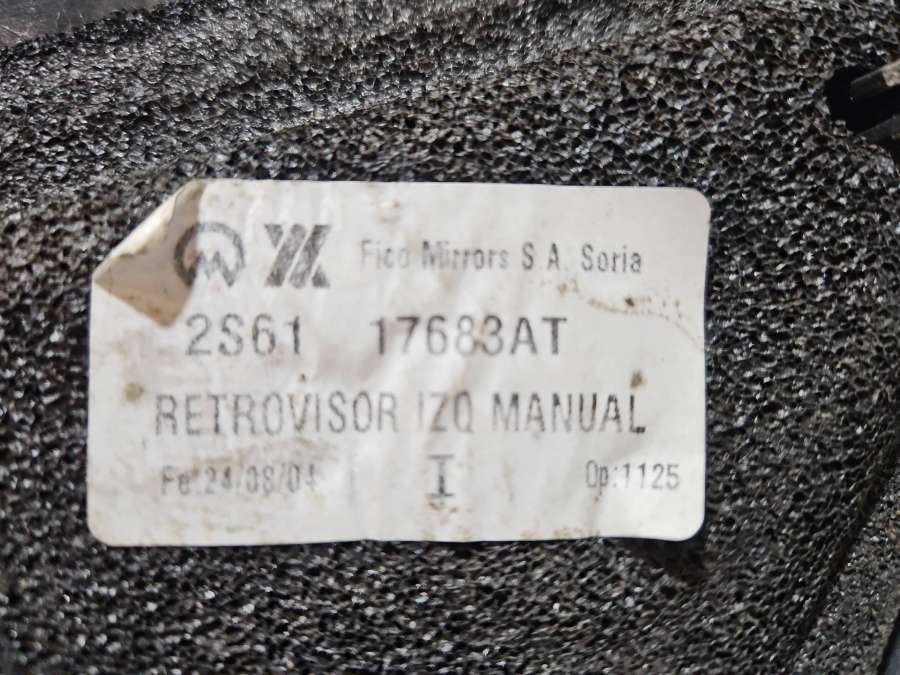 Fico Mirrors S.A. Soria
2S61 17683AT
RETROVISOR IZQ MANUAL
Fe:24/08/04 I Op:1125